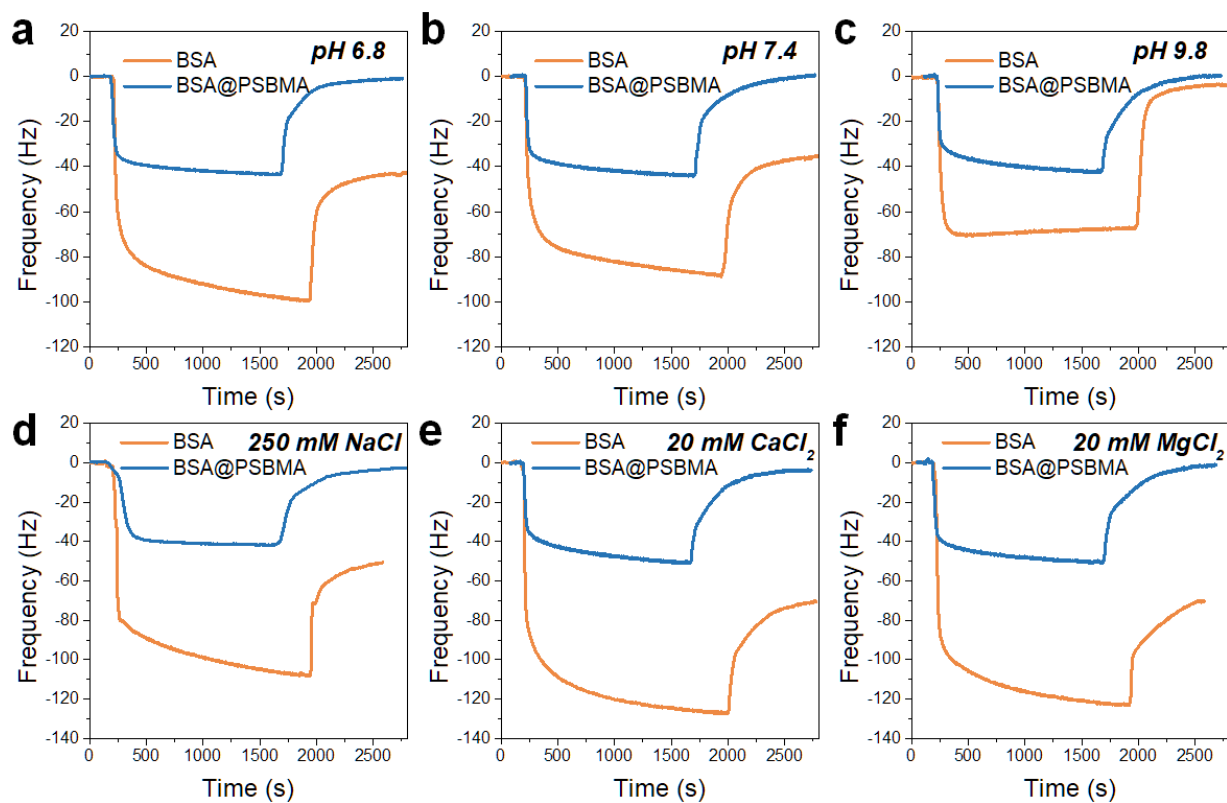 a
pH 6.8
BSA
BSA@PSBMA
20
0
-20
-40
-60
-80
-100
-120
Frequency (Hz)
0 500 1000 1500 2000 2500
Time (s)
b
pH 7.4
BSA
BSA@PSBMA
20
0
-20
-40
-60
-80
-100
-120
Frequency (Hz)
0 500 1000 1500 2000 2500
Time (s)
c
pH 9.8
BSA
BSA@PSBMA
20
0
-20
-40
-60
-80
-100
-120
Frequency (Hz)
0 500 1000 1500 2000 2500
Time (s)
d
250 mM NaCl
BSA
BSA@PSBMA
20
0
-20
-40
-60
-80
-100
-120
-140
Frequency (Hz)
0 500 1000 1500 2000 2500
Time (s)
e
20 mM CaCl₂
BSA
BSA@PSBMA
20
0
-20
-40
-60
-80
-100
-120
-140
Frequency (Hz)
0 500 1000 1500 2000 2500
Time (s)
f
20 mM MgCl₂
BSA
BSA@PSBMA
20
0
-20
-40
-60
-80
-100
-120
-140
Frequency (Hz)
0 500 1000 1500 2000 2500
Time (s)